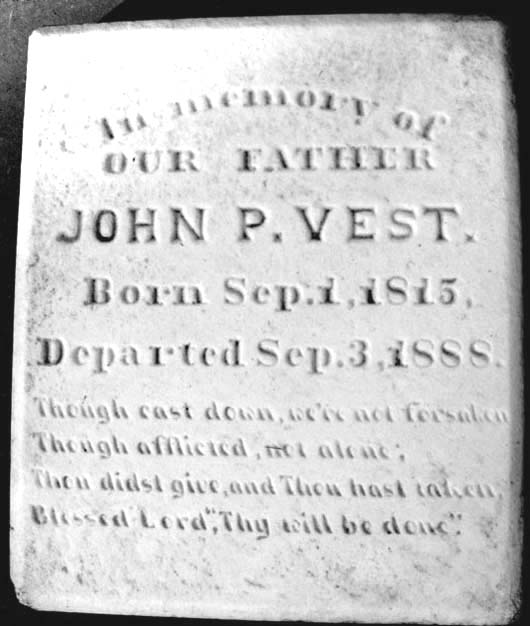 In memory of
OUR FATHER
JOHN P. VEST.
Born Sep. 1, 1815,
Departed Sep. 3, 1888.
Though cast down, we're not forsaken
Though afflicted, not alone;
Thou didst give, and Thou hast taken,
Blessed Lord", Thy will be done".